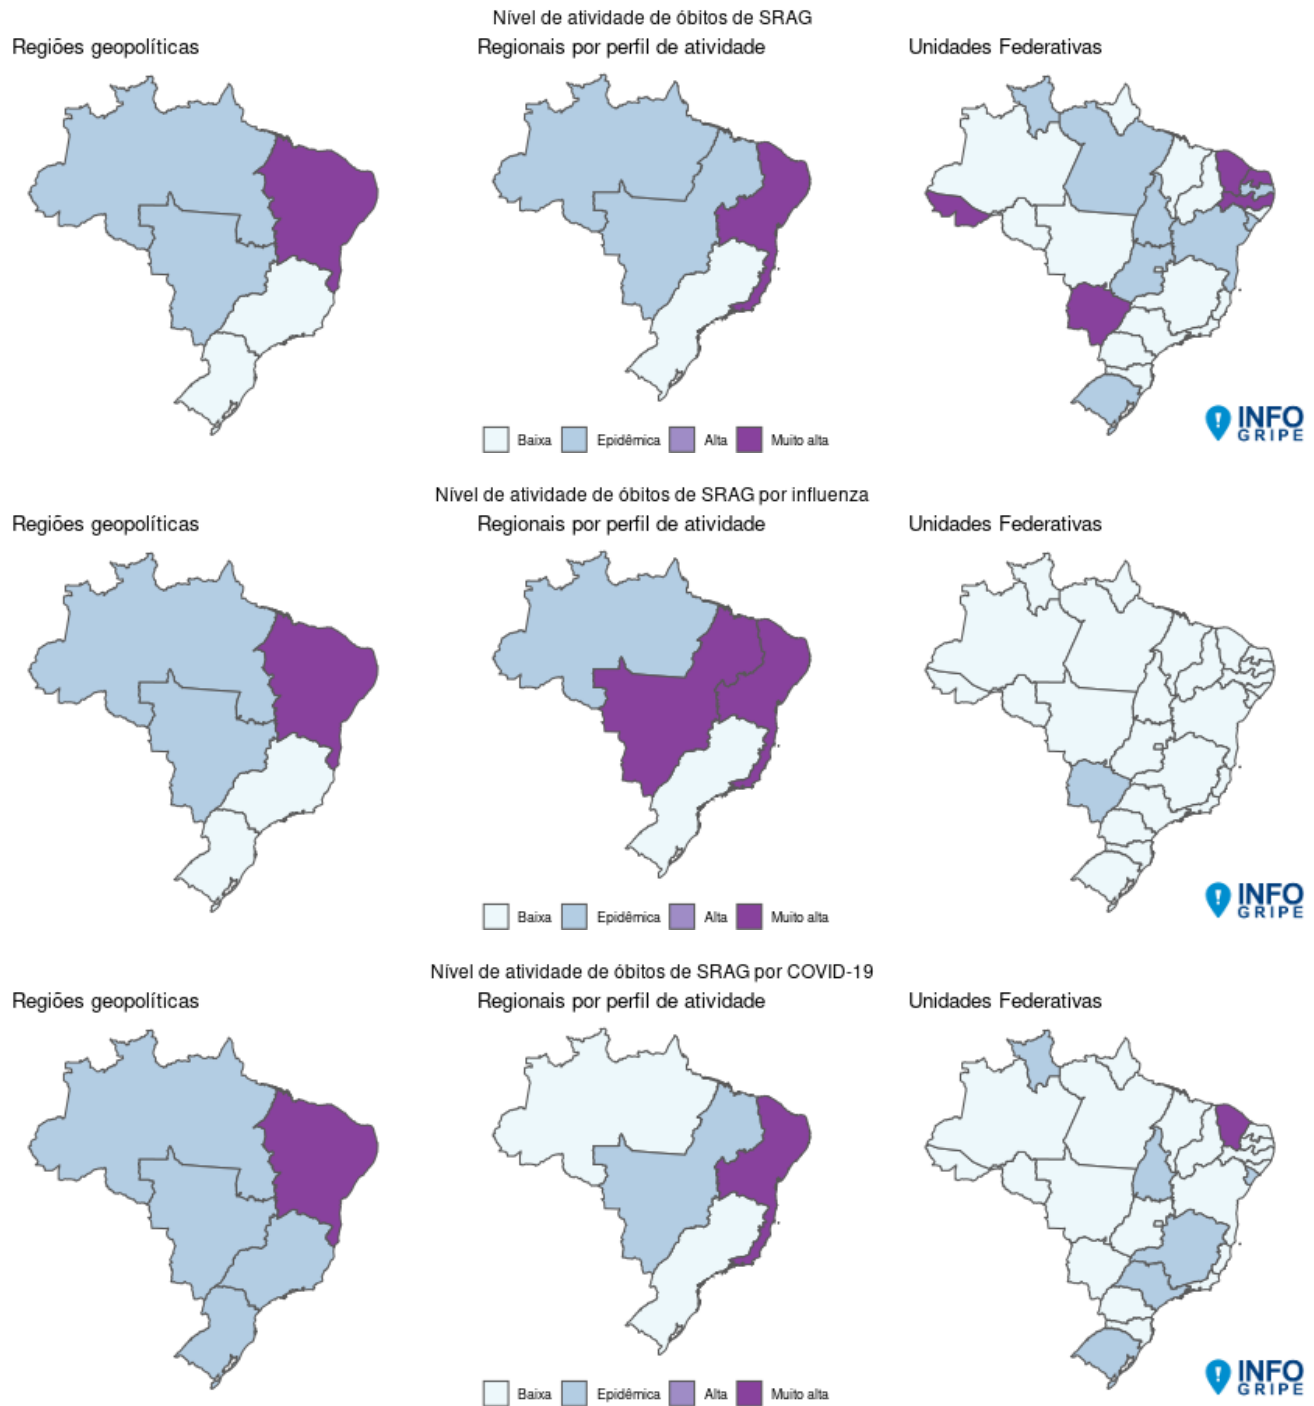 Nível de atividade de óbitos de SRAG
Regiões geopolíticas
Regionais por perfil de atividade
Unidades Federativas
Baixa
Epidêmica
Alta
Muito alta
INFO
GRIPE
Nível de atividade de óbitos de SRAG por influenza
Regiões geopolíticas
Regionais por perfil de atividade
Unidades Federativas
Baixa
Epidêmica
Alta
Muito alta
INFO
GRIPE
Nível de atividade de óbitos de SRAG por COVID-19
Regiões geopolíticas
Regionais por perfil de atividade
Unidades Federativas
Baixa
Epidêmica
Alta
Muito alta
INFO
GRIPE